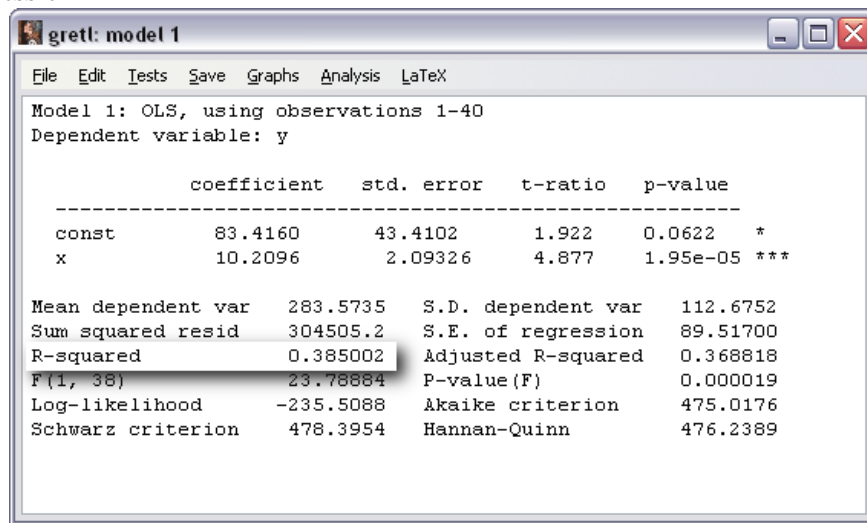 gretl: model 1
File Edit Tests Save Graphs Analysis LaTeX
Model 1: OLS, using observations 1-40
Dependent variable: y
coefficient std. error t-ratio p-value
---------------------------------------------------------
const 83.4160 43.4102 1.922 0.0622 *
x 10.2096 2.09326 4.877 1.95e-05 ***
Mean dependent var 283.5735 S.D. dependent var 112.6752
Sum squared resid 304505.2 S.E. of regression 89.51700
R-squared 0.385002 Adjusted R-squared 0.368818
F(1, 38) 23.78884 P-value(F) 0.000019
Log-likelihood -235.5088 Akaike criterion 475.0176
Schwarz criterion 478.3954 Hannan-Quinn 476.2389